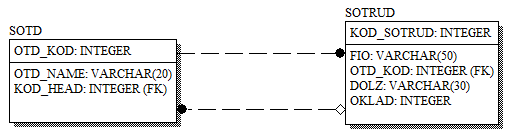 SOTD
OTD_KOD: INTEGER
OTD_NAME: VARCHAR(20)
KOD_HEAD: INTEGER (FK)
SOTRUD
KOD_SOTRUD: INTEGER
FIO: VARCHAR(50)
OTD_KOD: INTEGER (FK)
DOLZ: VARCHAR(30)
OKLAD: INTEGER